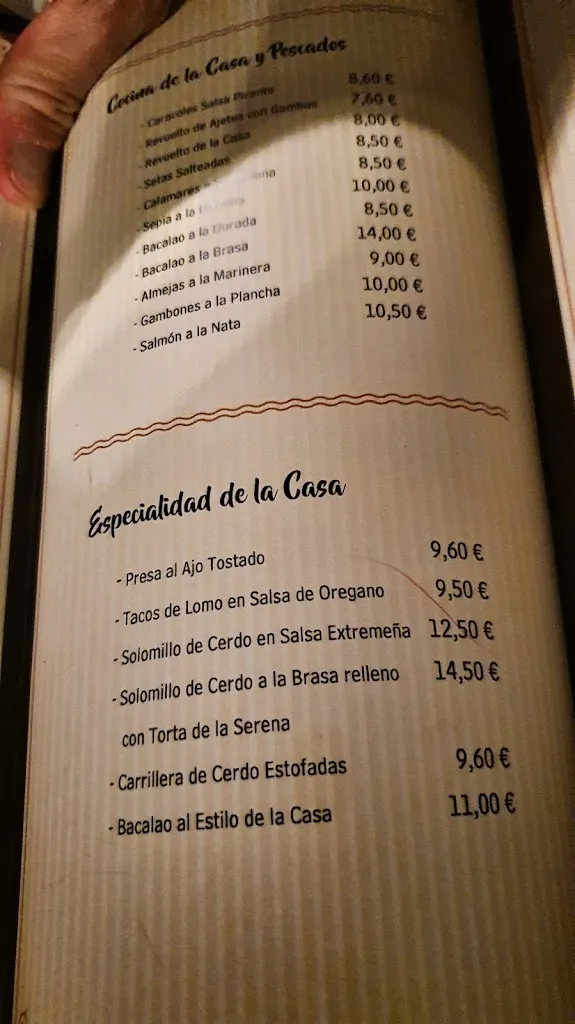 Cocina de la Casa y Pescados
- Caracoles Salsa Picante 8,60 €
- Revuelto de Ajetes con Gambas 7,60 €
- Revuelto de la Casa 8,00 €
- Setas Salteadas 8,50 €
- Calamares 8,50 €
- Sepia a la 10,00 €
- Bacalao a la Dorada 8,50 €
- Bacalao a la Brasa 14,00 €
- Almejas a la Marinera 9,00 €
- Gambones a la Plancha 10,00 €
- Salmón a la Nata 10,50 €
Especialidad de la Casa
- Presa al Ajo Tostado 9,60 €
- Tacos de Lomo en Salsa de Oregano 9,50 €
- Solomillo de Cerdo en Salsa Extremeña 12,50 €
- Solomillo de Cerdo a la Brasa relleno 14,50 €
con Torta de la Serena
- Carrillera de Cerdo Estofadas 9,60 €
- Bacalao al Estilo de la Casa 11,00 €